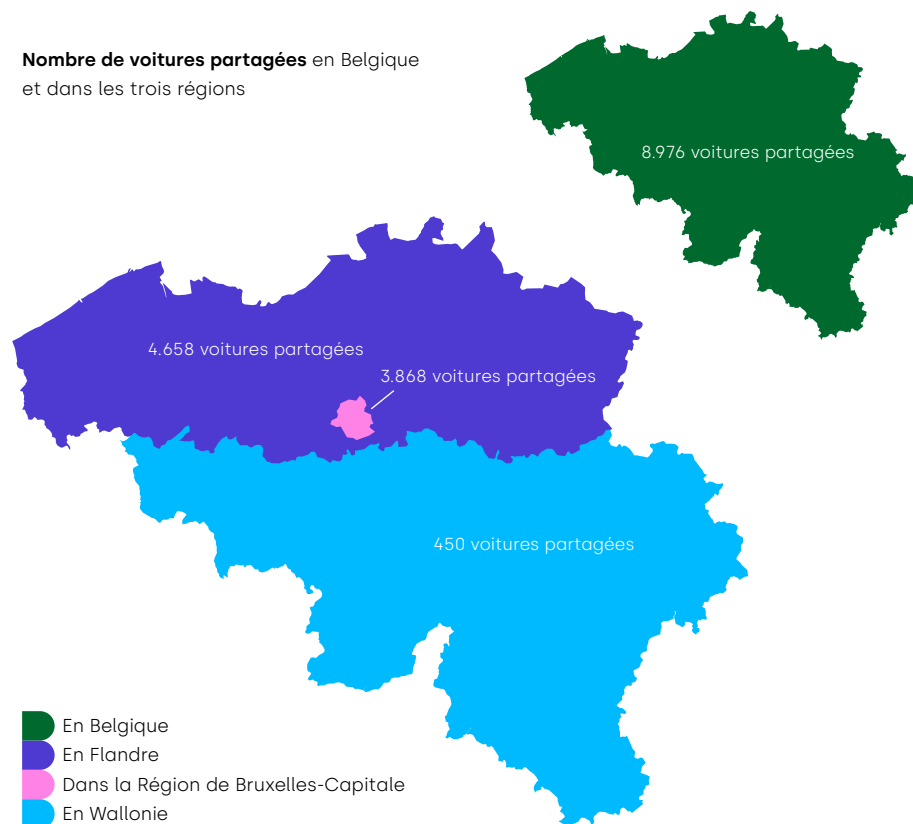 Nombre de voitures partagées en Belgique
et dans les trois régions
8.976 voitures partagées
4.658 voitures partagées
3.868 voitures partagées
450 voitures partagées
En Belgique
En Flandre
Dans la Région de Bruxelles-Capitale
En Wallonie